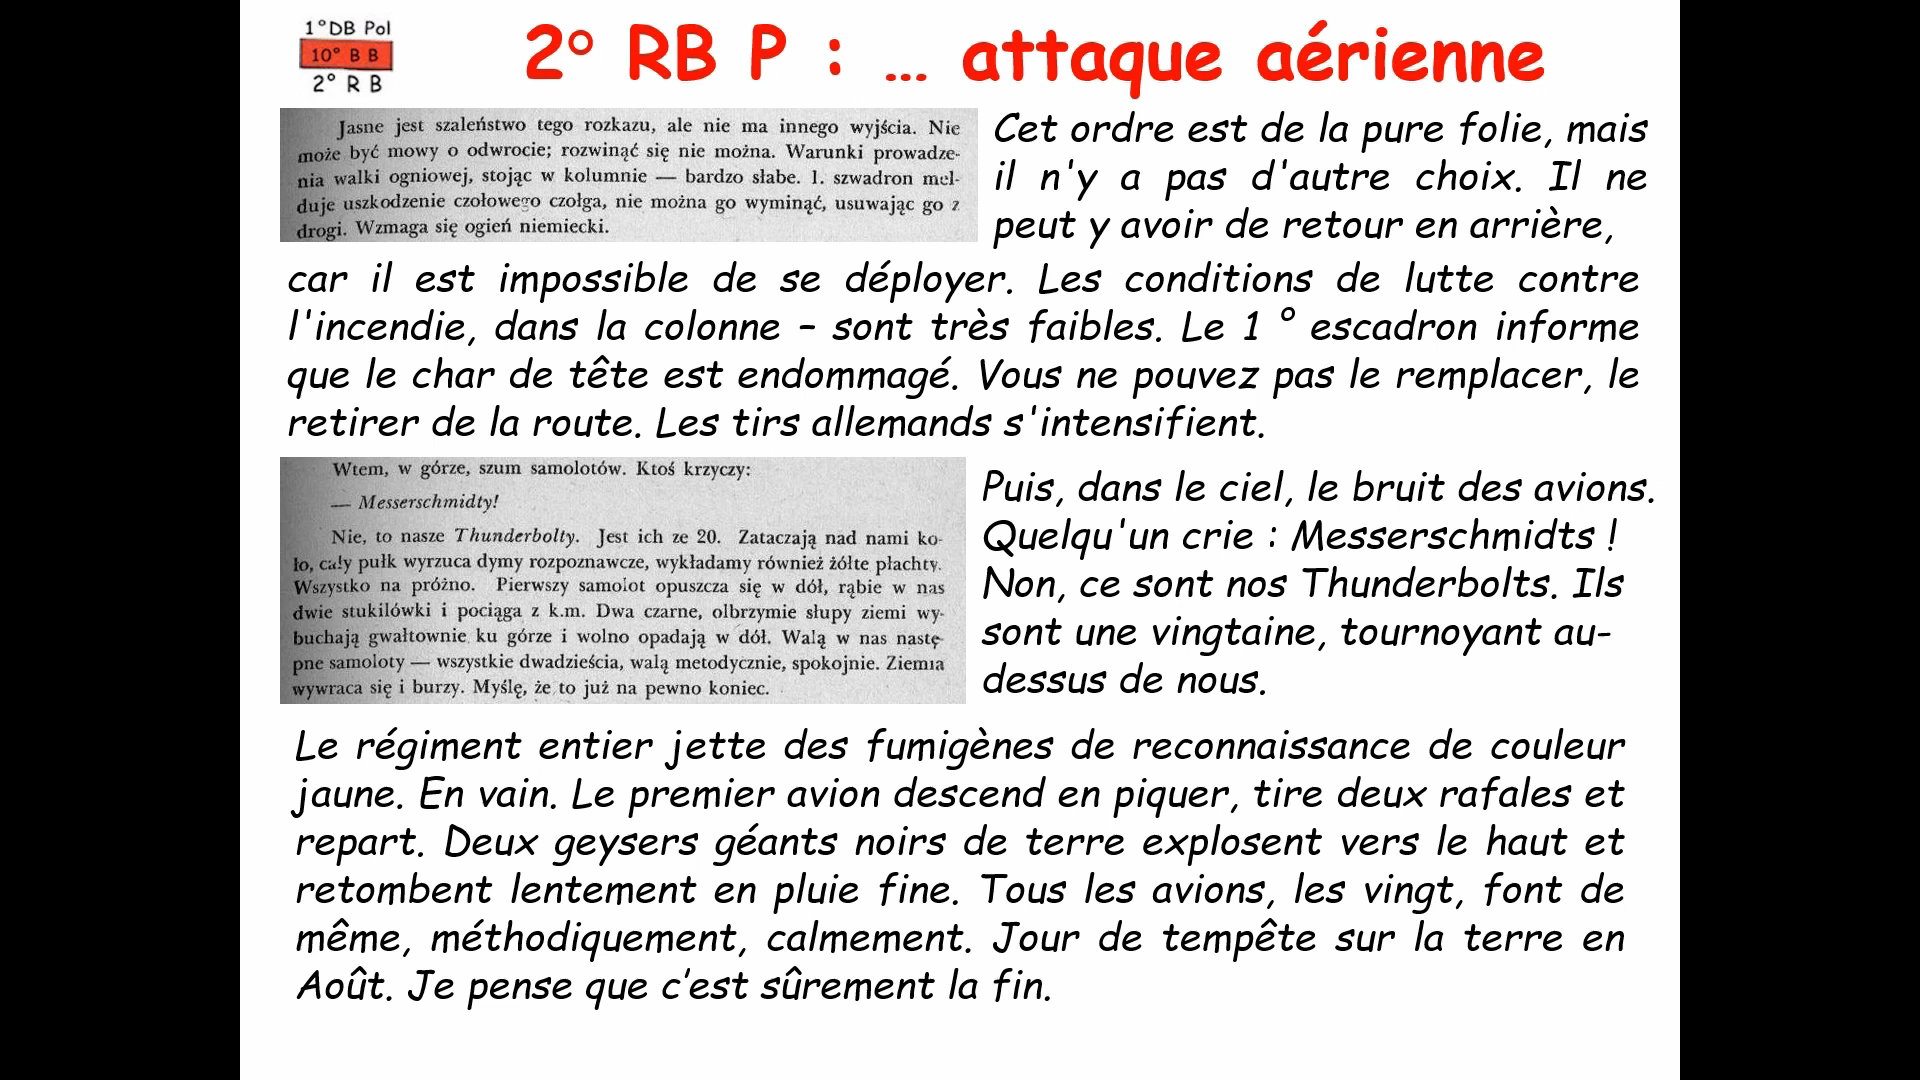 1°DB Pol
10° B B
2° R B
2° RB P : ... attaque aérienne
Jasne jest szaleństwo tego rozkazu, ale nie ma innego wyjścia. Nie
może być mowy o odwrocie; rozwinąć się nie można. Warunki prowadze-
nia walki ogniowej, stojąc w kolumnie — bardzo słabe. I. szwadron mel-
duje uszkodzenie czołowego czołga, nie można go wyminąć, usuwając go z
drogi. Wzmaga się ogień niemiecki.
Cet ordre est de la pure folie, mais
il n'y a pas d'autre choix. Il ne
peut y avoir de retour en arrière,
car il est impossible de se déployer. Les conditions de lutte contre
l'incendie, dans la colonne – sont très faibles. Le 1 ° escadron informe
que le char de tête est endommagé. Vous ne pouvez pas le remplacer, le
retirer de la route. Les tirs allemands s'intensifient.
Wtem, w górze, szum samolotów. Ktoś krzyczy:
— Messerschmidty!
Nie, to nasze Thunderbolty. Jest ich ze 20. Zataczają nad nami ko-
ło, cały pułk wyrzuca dymy rozpoznawcze, wykładamy również żółte płachty.
Wszystko na próżno. Pierwszy samolot opuszcza się w dół, rąbie w nas
dwie stukilówki i pociąga z k.m. Dwa czarne, olbrzymie słupy ziemi wy-
buchają gwałtownie ku górze i wolno opadają w dół. Walą w nas nastę-
pne samoloty — wszystkie dwadzieścia, walą metodycznie, spokojnie. Ziemia
wywraca się i burzy. Myślę, że to już na pewno koniec.
Puis, dans le ciel, le bruit des avions.
Quelqu'un crie : Messerschmidts !
Non, ce sont nos Thunderbolts. Ils
sont une vingtaine, tournoyant au-
dessus de nous.
Le régiment entier jette des fumigènes de reconnaissance de couleur
jaune. En vain. Le premier avion descend en piquer, tire deux rafales et
repart. Deux geysers géants noirs de terre explosent vers le haut et
retombent lentement en pluie fine. Tous les avions, les vingt, font de
même, méthodiquement, calmement. Jour de tempête sur la terre en
Août. Je pense que c’est sûrement la fin.